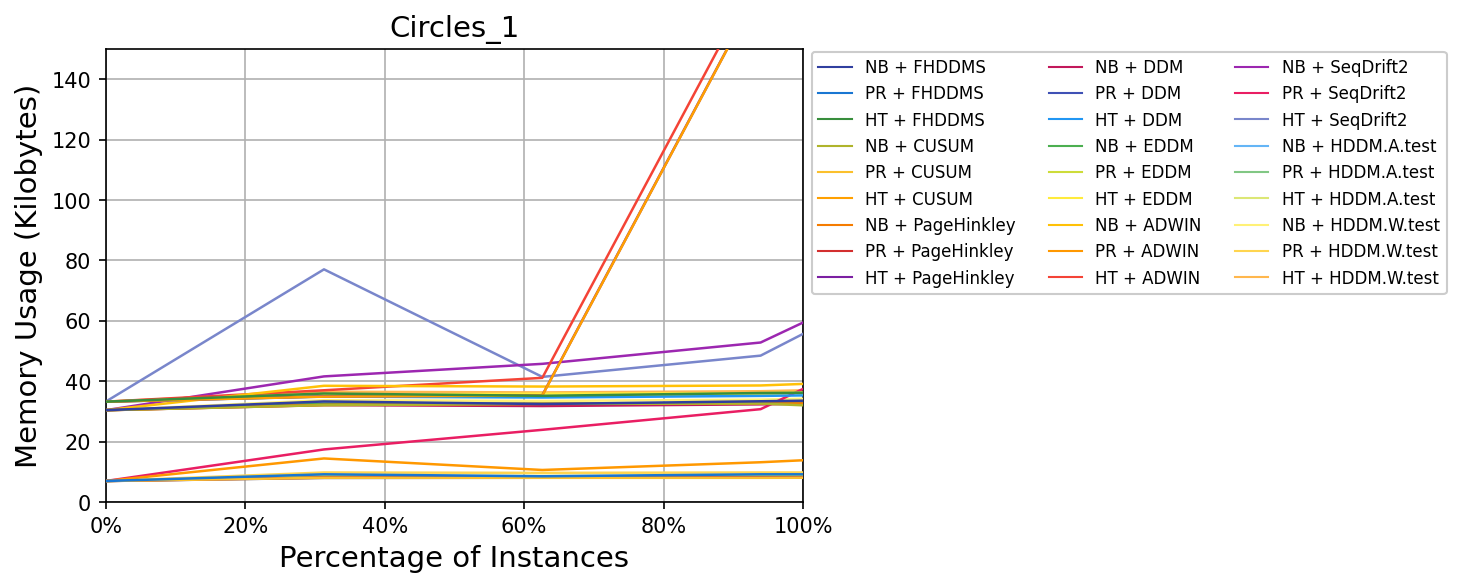 Circles_1
Memory Usage (Kilobytes)
140
120
100
80
60
40
20
0
0% 20% 40% 60% 80% 100%
Percentage of Instances
NB + FHDDMS
PR + FHDDMS
HT + FHDDMS
NB + CUSUM
PR + CUSUM
HT + CUSUM
NB + PageHinkley
PR + PageHinkley
HT + PageHinkley
NB + DDM
PR + DDM
HT + DDM
NB + EDDM
PR + EDDM
HT + EDDM
NB + ADWIN
PR + ADWIN
HT + ADWIN
NB + SeqDrift2
PR + SeqDrift2
HT + SeqDrift2
NB + HDDM.A.test
PR + HDDM.A.test
HT + HDDM.A.test
NB + HDDM.W.test
PR + HDDM.W.test
HT + HDDM.W.test